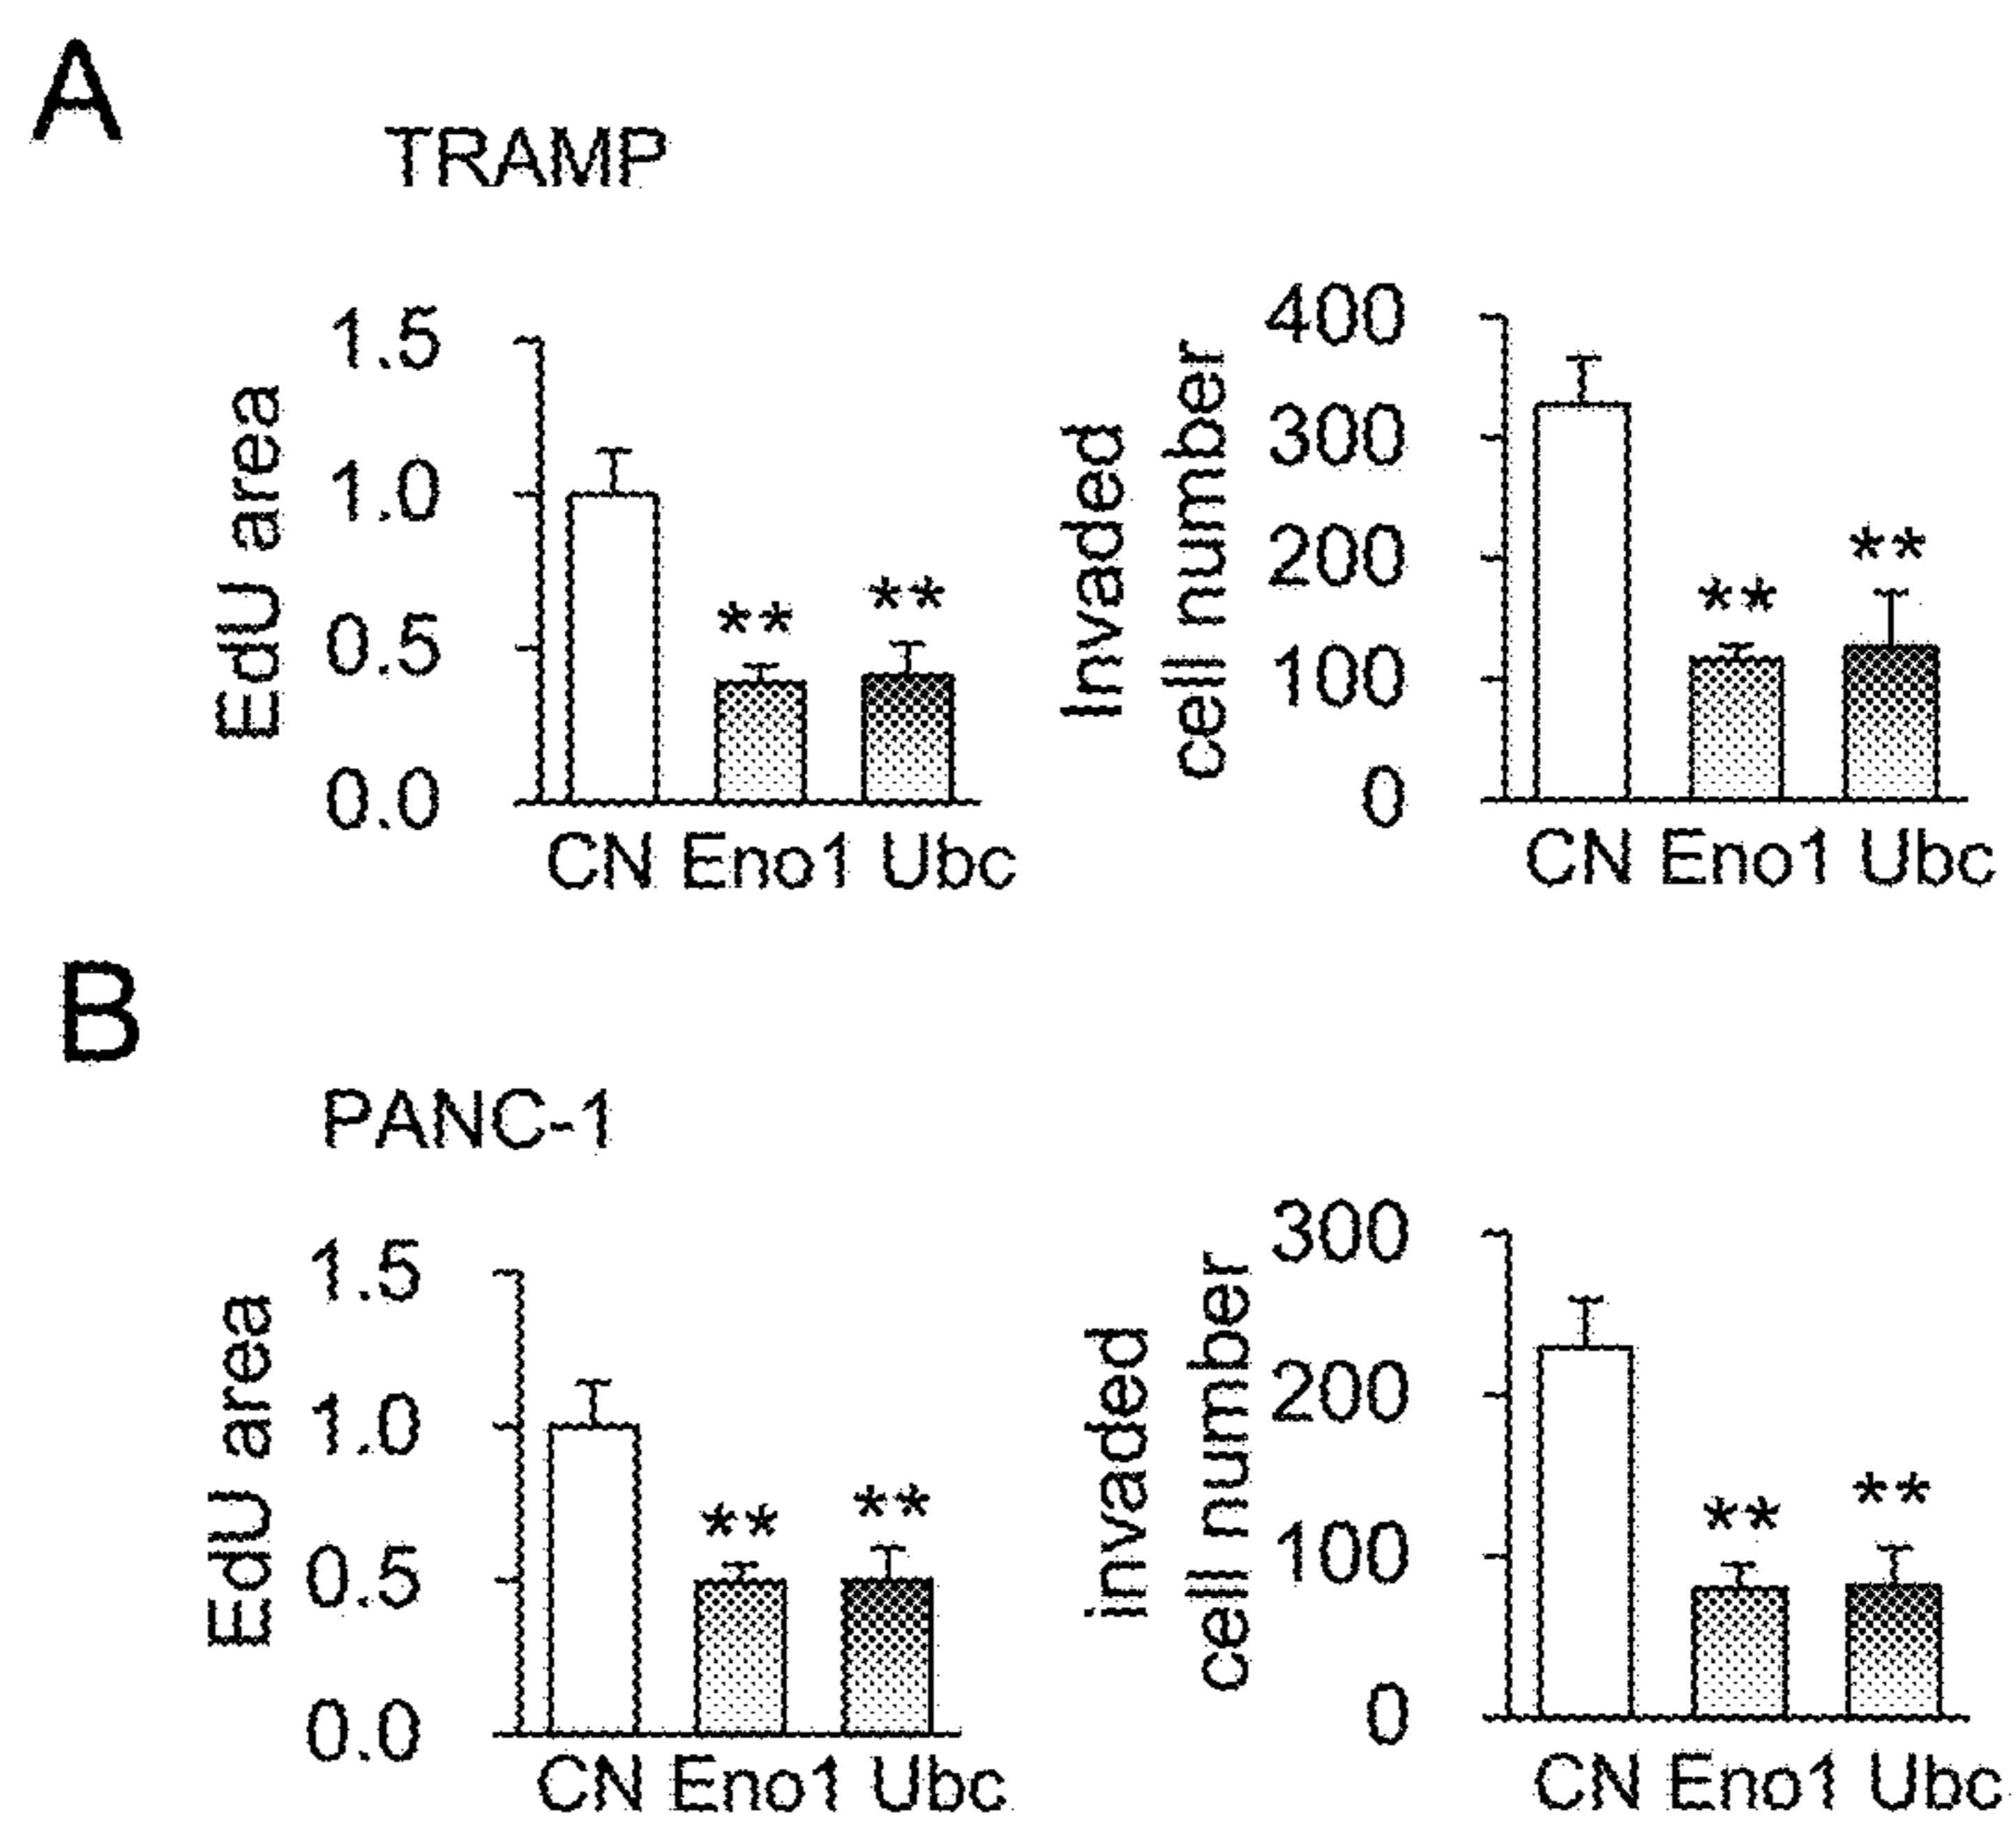 A
TRAMP
EdU area
1.5
1.0
0.5
0.0
**
**
CN Eno1 Ubc
Invaded
cell number
400
300
200
100
0
**
**
CN Eno1 Ubc
B
PANC-1
EdU area
1.5
1.0
0.5
0.0
**
**
CN Eno1 Ubc
invaded
cell number
300
200
100
0
**
**
CN Eno1 Ubc